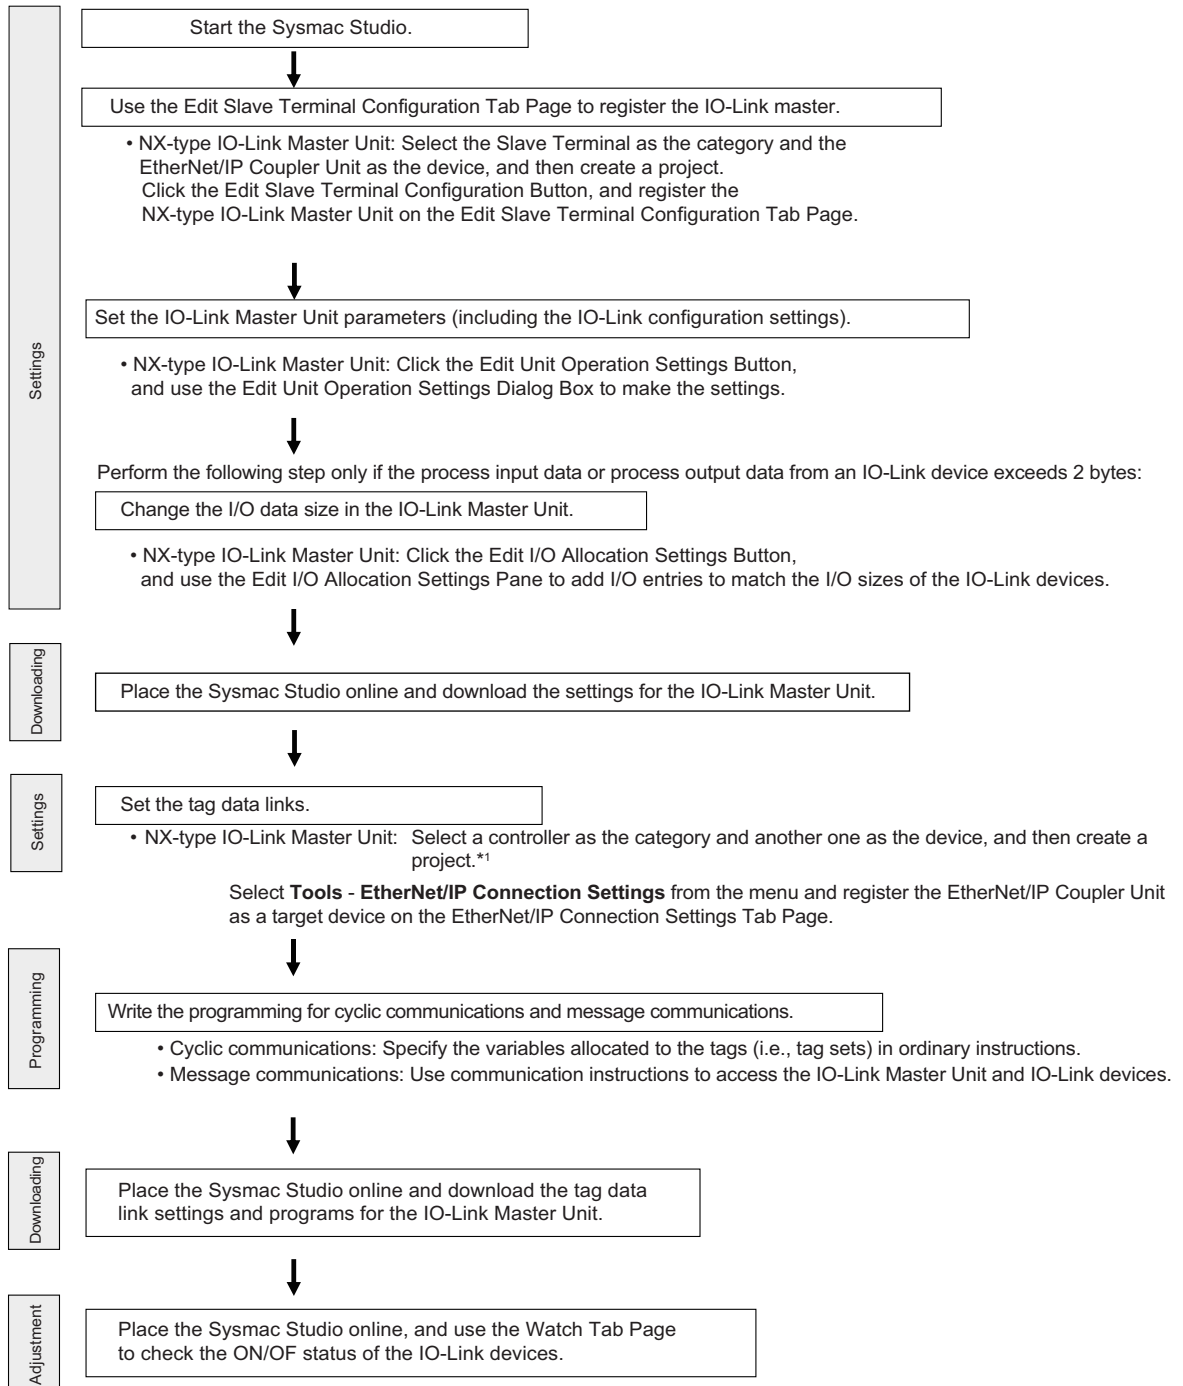 Settings
Start the Sysmac Studio.
Use the Edit Slave Terminal Configuration Tab Page to register the IO-Link master.
• NX-type IO-Link Master Unit: Select the Slave Terminal as the category and the
EtherNet/IP Coupler Unit as the device, and then create a project.
Click the Edit Slave Terminal Configuration Button, and register the
NX-type IO-Link Master Unit on the Edit Slave Terminal Configuration Tab Page.
Set the IO-Link Master Unit parameters (including the IO-Link configuration settings).
• NX-type IO-Link Master Unit: Click the Edit Unit Operation Settings Button,
and use the Edit Unit Operation Settings Dialog Box to make the settings.
Perform the following step only if the process input data or process output data from an IO-Link device exceeds 2 bytes:
Change the I/O data size in the IO-Link Master Unit.
• NX-type IO-Link Master Unit: Click the Edit I/O Allocation Settings Button,
and use the Edit I/O Allocation Settings Pane to add I/O entries to match the I/O sizes of the IO-Link devices.
Downloading
Place the Sysmac Studio online and download the settings for the IO-Link Master Unit.
Settings
Set the tag data links.
• NX-type IO-Link Master Unit: Select a controller as the category and another one as the device, and then create a
project.*1
Select Tools - EtherNet/IP Connection Settings from the menu and register the EtherNet/IP Coupler Unit
as a target device on the EtherNet/IP Connection Settings Tab Page.
Programming
Write the programming for cyclic communications and message communications.
• Cyclic communications: Specify the variables allocated to the tags (i.e., tag sets) in ordinary instructions.
• Message communications: Use communication instructions to access the IO-Link Master Unit and IO-Link devices.
Downloading
Place the Sysmac Studio online and download the tag data
link settings and programs for the IO-Link Master Unit.
Adjustment
Place the Sysmac Studio online, and use the Watch Tab Page
to check the ON/OF status of the IO-Link devices.